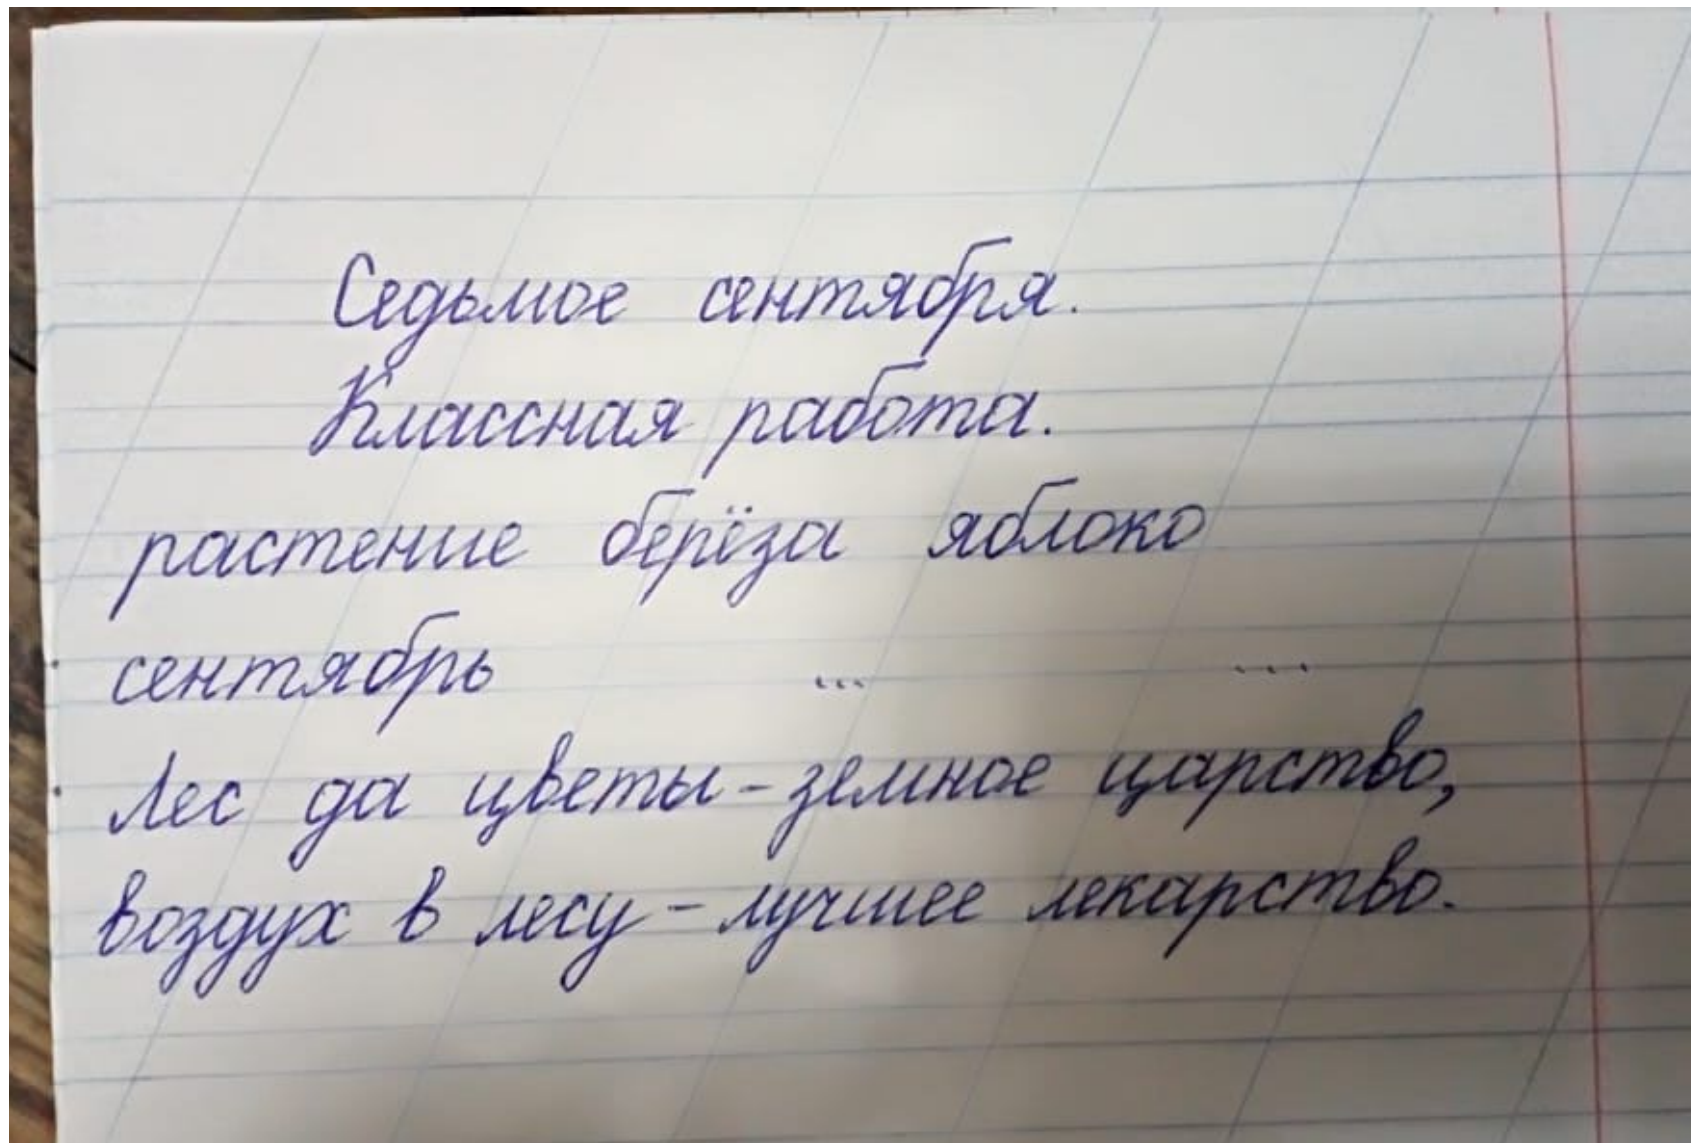 Седьмое сентября.
Классная работа.
растение берёза яблоко
сентябрь ... ...
Лес да цветы - земное царство,
воздух в лесу - лучшее лекарство.